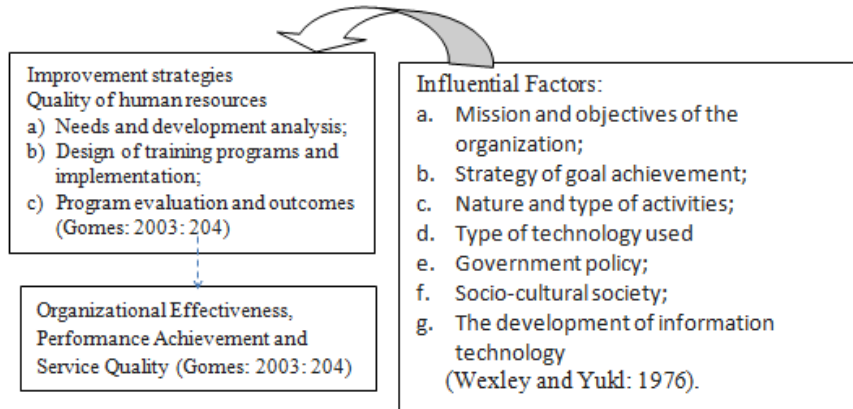 Improvement strategies
Quality of human resources
a) Needs and development analysis;
b) Design of training programs and
implementation;
c) Program evaluation and outcomes
(Gomes: 2003: 204)
Organizational Effectiveness,
Performance Achievement and
Service Quality (Gomes: 2003: 204)
Influential Factors:
a. Mission and objectives of the
organization;
b. Strategy of goal achievement;
c. Nature and type of activities;
d. Type of technology used
e. Government policy;
f. Socio-cultural society;
g. The development of information
technology
(Wexley and Yukl: 1976).